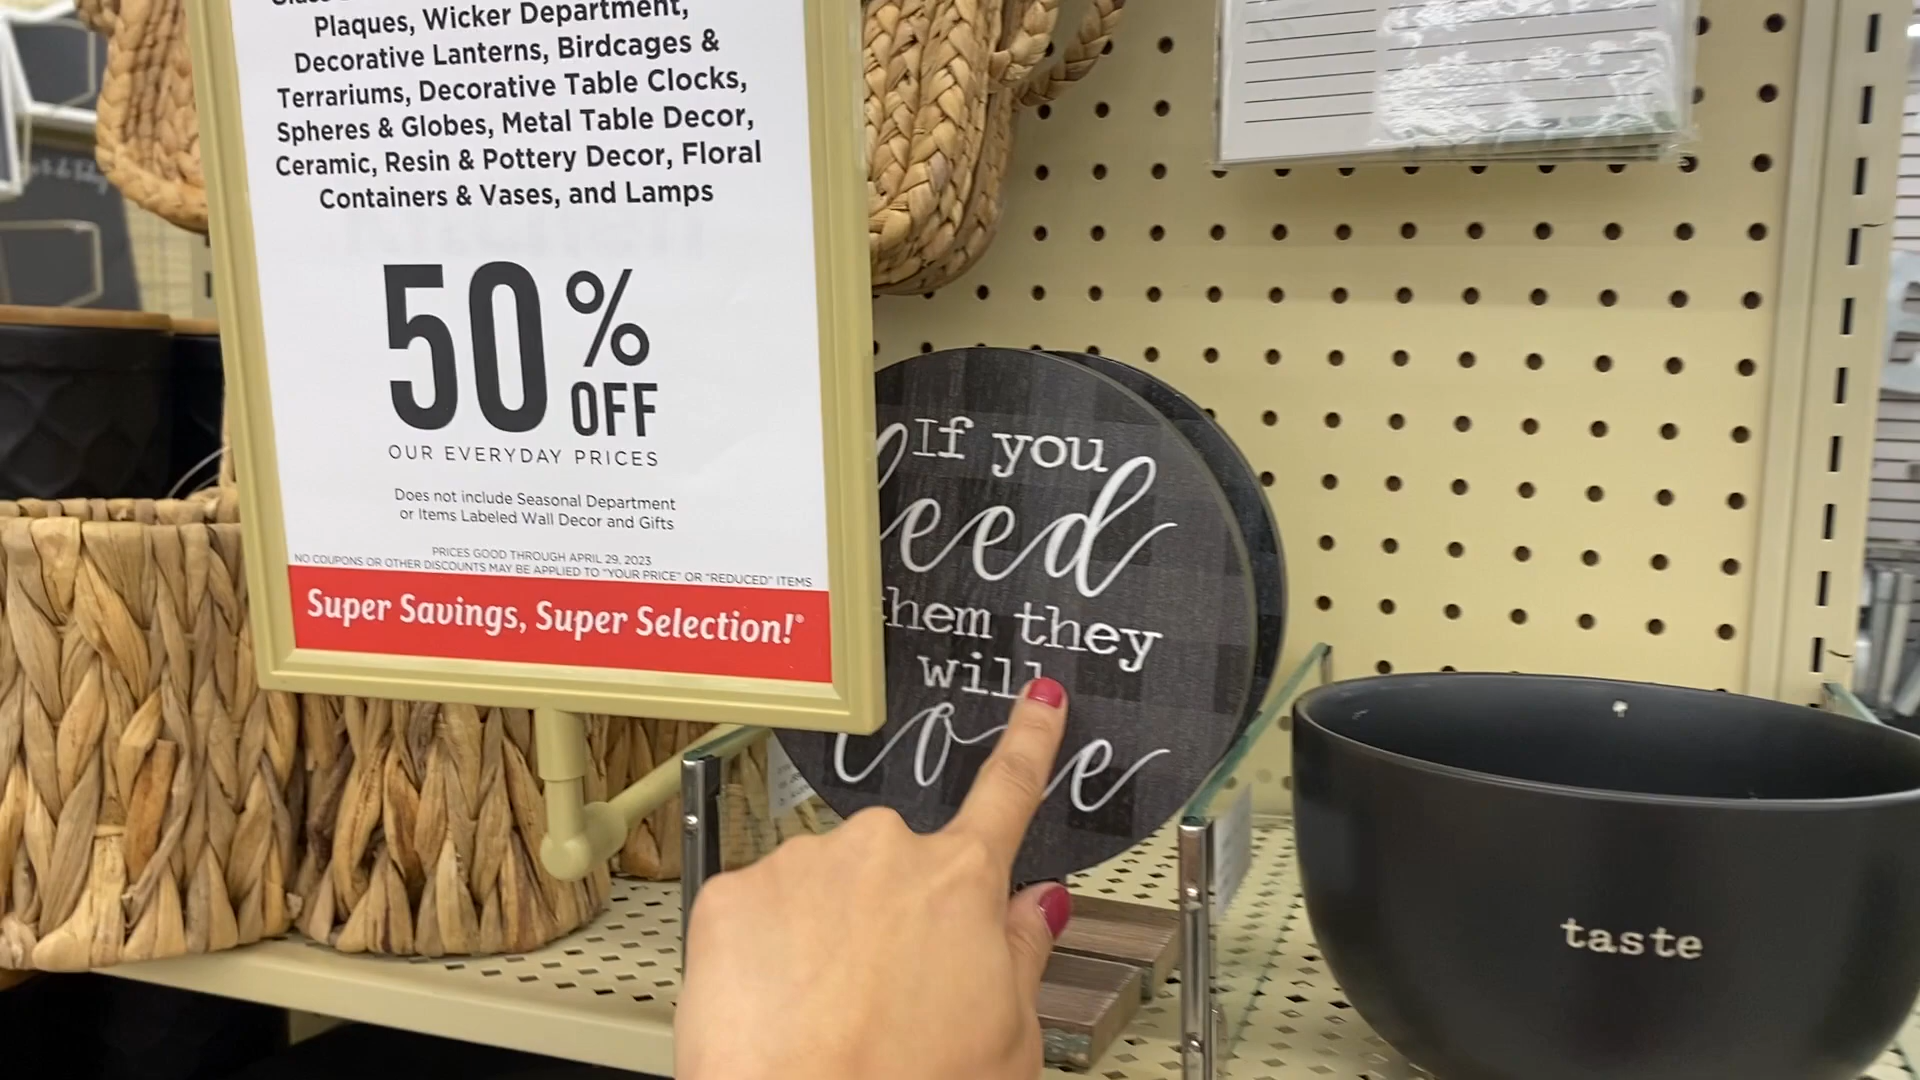 Plaques, Wicker Department,
Decorative Lanterns, Birdcages &
Terrariums, Decorative Table Clocks,
Spheres & Globes, Metal Table Decor,
Ceramic, Resin & Pottery Decor, Floral
Containers & Vases, and Lamps
50% OFF
OUR EVERYDAY PRICES
Does not include Seasonal Department
or Items Labeled Wall Decor and Gifts
PRICES GOOD THROUGH APRIL 29, 2023
NO COUPONS OR OTHER DISCOUNTS MAY BE APPLIED TO "YOUR PRICE" OR "REDUCED" ITEMS
Super Savings, Super Selection!®
If you
feed
them they
will
taste